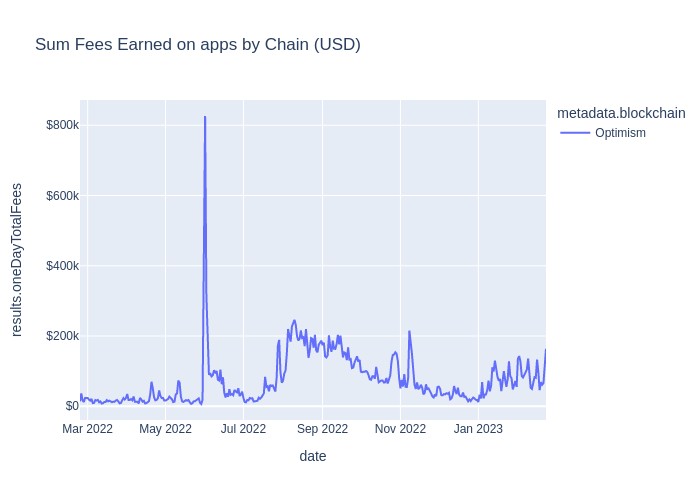 Sum Fees Earned on apps by Chain (USD)
metadata.blockchain
Optimism
results.oneDayTotalFees
$800k
$600k
$400k
$200k
$0
Mar 2022
May 2022
Jul 2022
Sep 2022
Nov 2022
Jan 2023
date